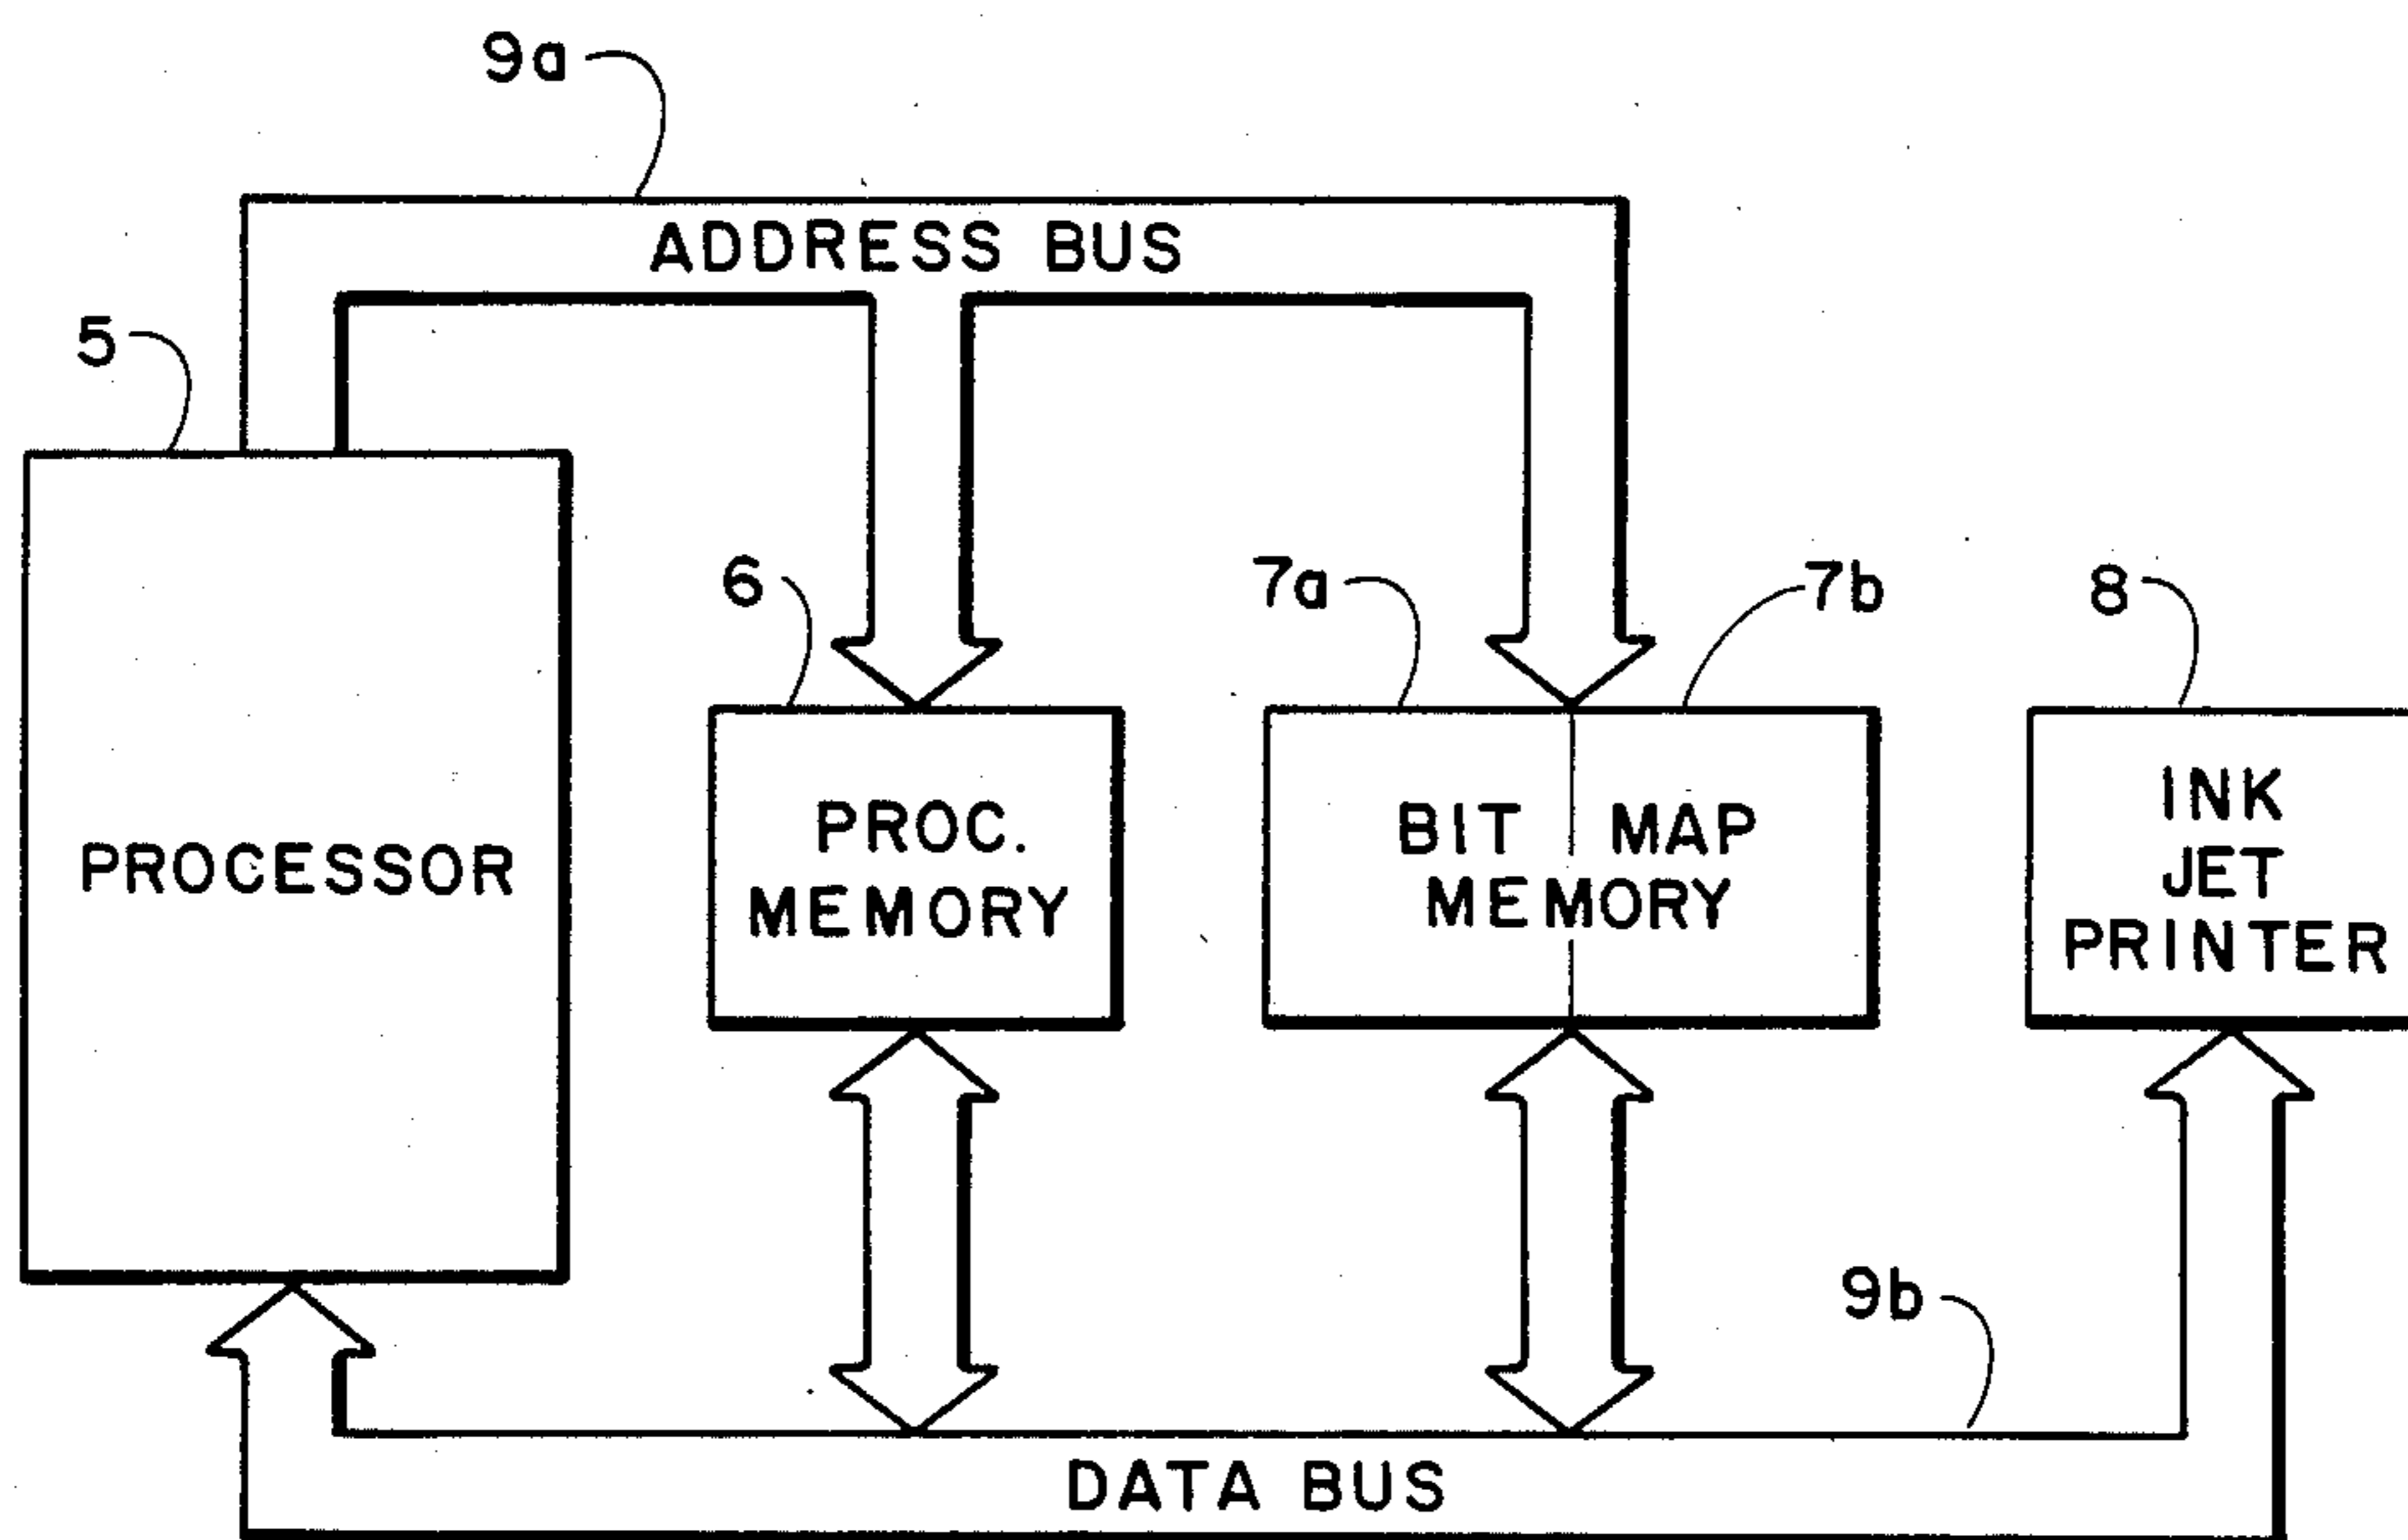 9a
ADDRESS BUS
5
6
7a
7b
8
PROCESSOR
PROC.
MEMORY
BIT MAP
MEMORY
INK
JET
PRINTER
9b
DATA BUS